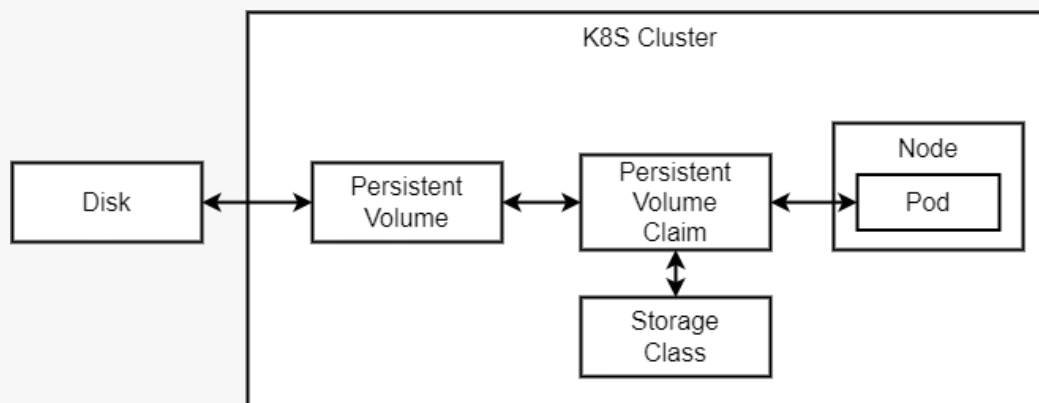 K8S Cluster
Disk
Persistent
Volume
Persistent
Volume
Claim
Node
Pod
Storage
Class